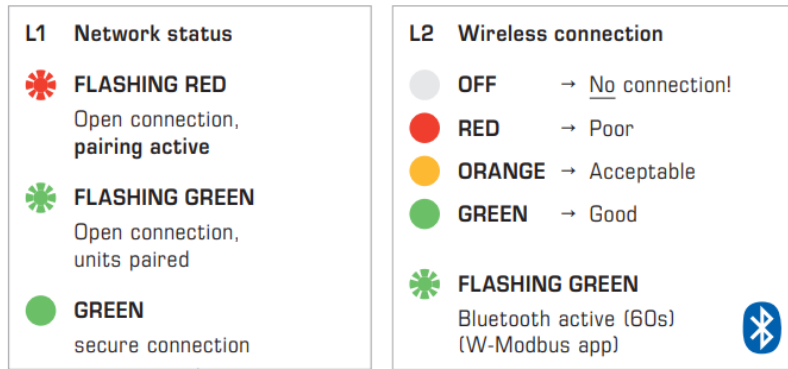 L1 Network status
FLASHING RED
Open connection,
pairing active
FLASHING GREEN
Open connection,
units paired
GREEN
secure connection
L2 Wireless connection
OFF → No connection!
RED → Poor
ORANGE → Acceptable
GREEN → Good
FLASHING GREEN
Bluetooth active (60s)
(W-Modbus app)